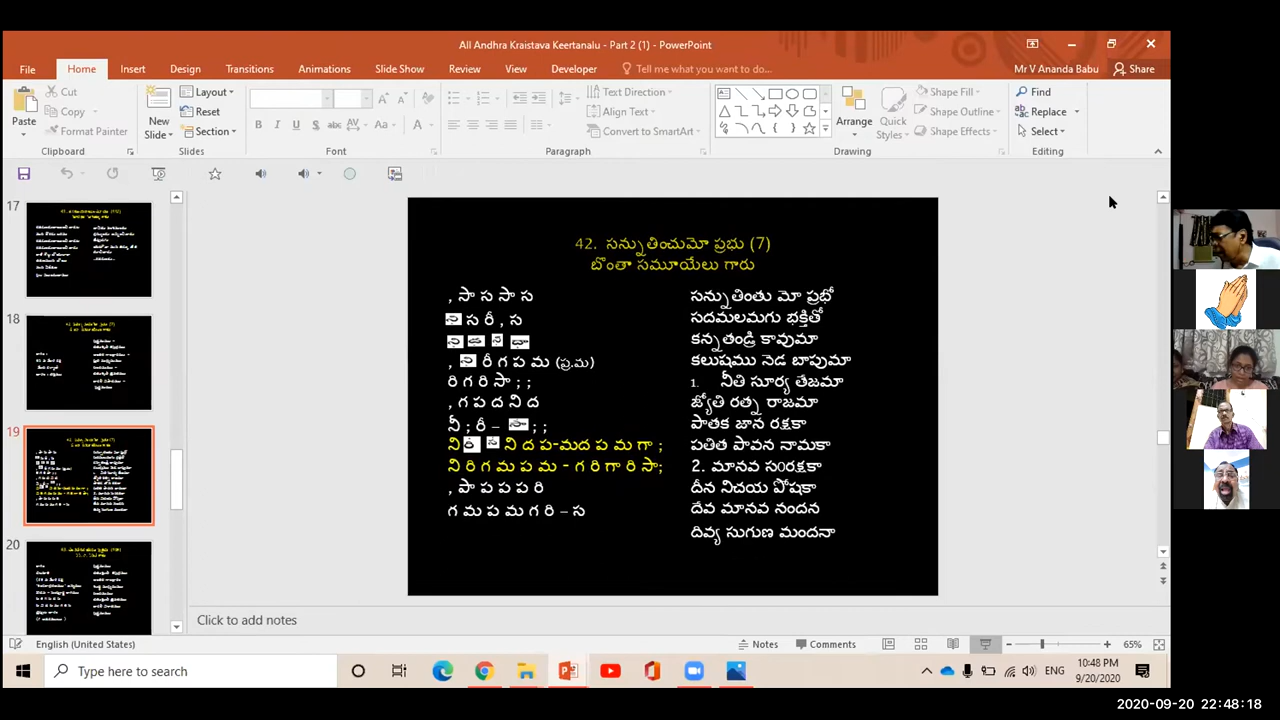 All Andhra Kraistava Keertanalu - Part 2 (1) - PowerPoint
File Home Insert Design Transitions Animations Slide Show Review View Developer Tell me what you want to do... Mr V Ananda Babu Share
Paste Cut Copy Format Painter Clipboard
New Slide Layout Reset Section Slides
Font
Text Direction Align Text Convert to SmartArt Paragraph
Arrange Quick Styles Shape Fill Shape Outline Shape Effects Drawing
Find Replace Select Editing
17
18
19
20
42. సన్నుతించుమో ప్రభు (7)
బొంతా సమూయేలు గారు
, సా స సా స
స రీ , స
, రీ గ ప మ (ప్ర.మ)
రి గ రి సా ; ;
, గ ప ద ని ద
ని ద ప-మద ప మ గా ;
ని రి గ మ ప మ - గ రి గా రి సా;
, పా ప ప ప రి
గ మ ప మ గ రి – స
సన్నుతింతు మో ప్రభో
సదమలమగు భక్తితో
కన్నతండ్రి కావుమా
కలుషము నెడ బాపుమా
1. నీతి సూర్య తేజమా
జ్యోతి రత్న రాజమా
పాతక జాన రక్షకా
పతిత పావన నామకా
2. మానవ సంరక్షకా
దీన నిచయ పోషకా
దేవ మానవ నందన
దివ్య సుగుణ మందనా
Click to add notes
English (United States) Notes Comments 65%
Type here to search ENG 10:48 PM
9/20/2020
2020-09-20 22:48:18